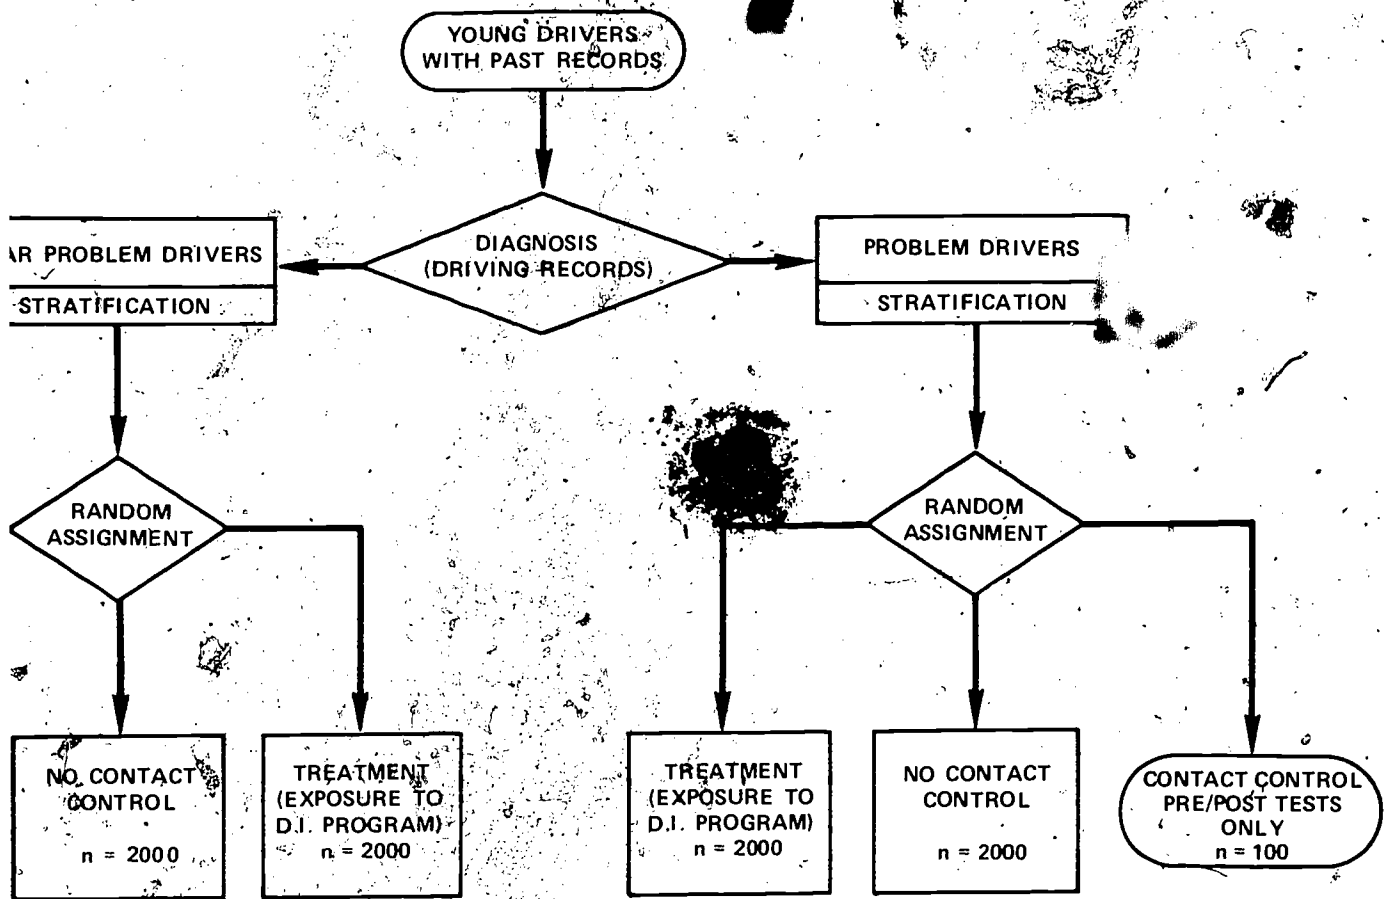 YOUNG DRIVERS
WITH PAST RECORDS
DIAGNOSIS
(DRIVING RECORDS)
AR PROBLEM DRIVERS
STRATIFICATION
PROBLEM DRIVERS
STRATIFICATION
RANDOM
ASSIGNMENT
RANDOM
ASSIGNMENT
NO CONTACT
CONTROL
n = 2000
TREATMENT
(EXPOSURE TO
D.I. PROGRAM)
n = 2000
TREATMENT
(EXPOSURE TO
D.I. PROGRAM)
n = 2000
NO CONTACT
CONTROL
n = 2000
CONTACT CONTROL
PRE/POST TESTS
ONLY
n = 100